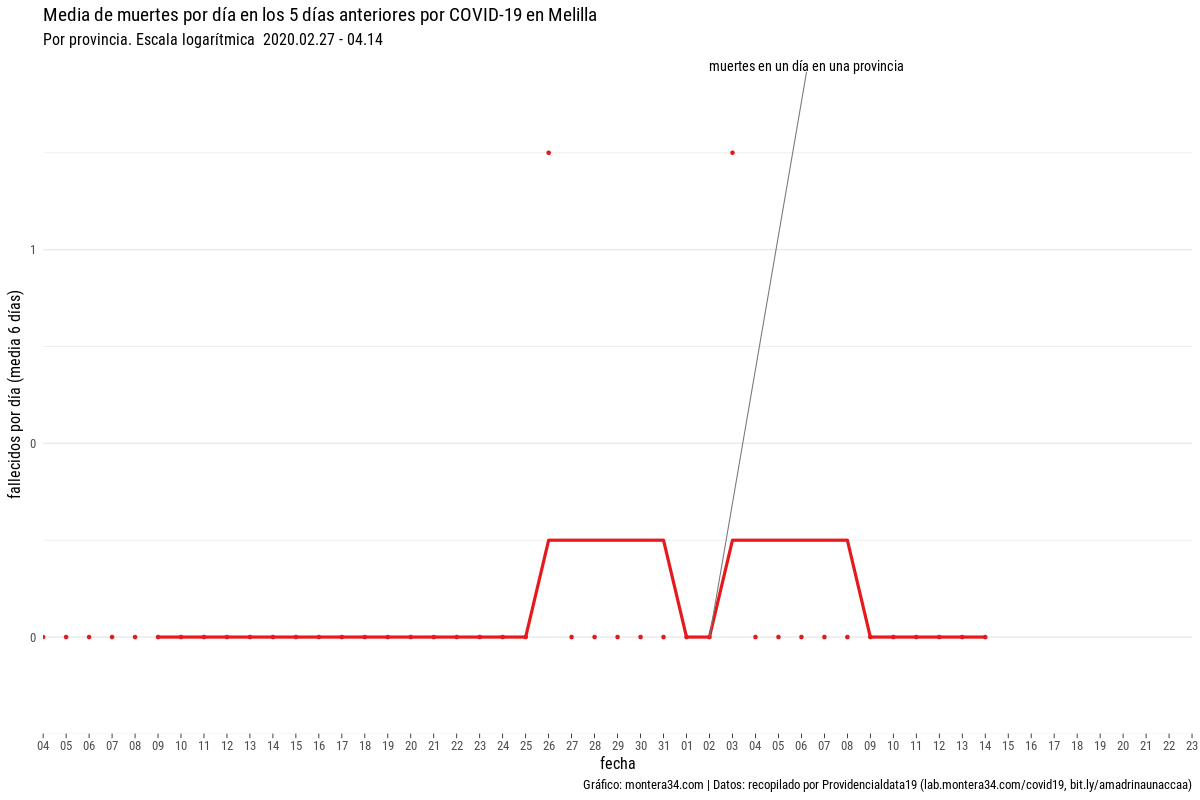 Media de muertes por día en los 5 días anteriores por COVID-19 en Melilla
Por provincia. Escala logarítmica 2020.02.27 - 04.14
muertes en un día en una provincia
1
0
0
fallecidos por día (media 6 días)
04 05 06 07 08 09 10 11 12 13 14 15 16 17 18 19 20 21 22 23 24 25 26 27 28 29 30 31 01 02 03 04 05 06 07 08 09 10 11 12 13 14 15 16 17 18 19 20 21 22 23
fecha
Gráfico: montera34.com | Datos: recopilado por Providencialdata19 (lab.montera34.com/covid19, bit.ly/amadrinaunaccaa)